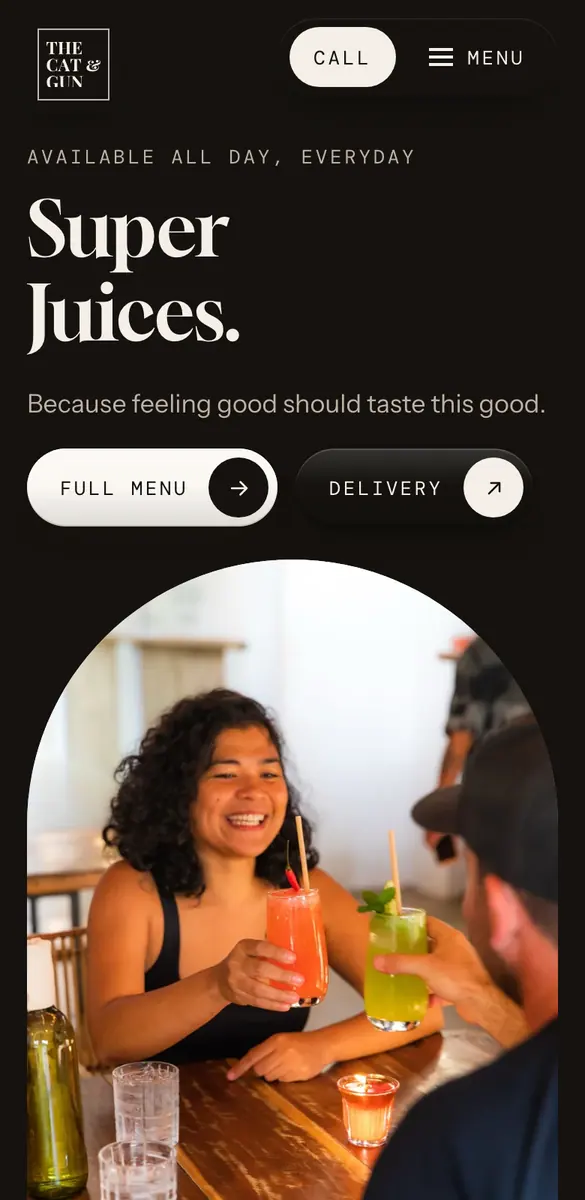 THE
CAT &
GUN
CALL
MENU
AVAILABLE ALL DAY, EVERYDAY
Super
Juices.
Because feeling good should taste this good.
FULL MENU
DELIVERY